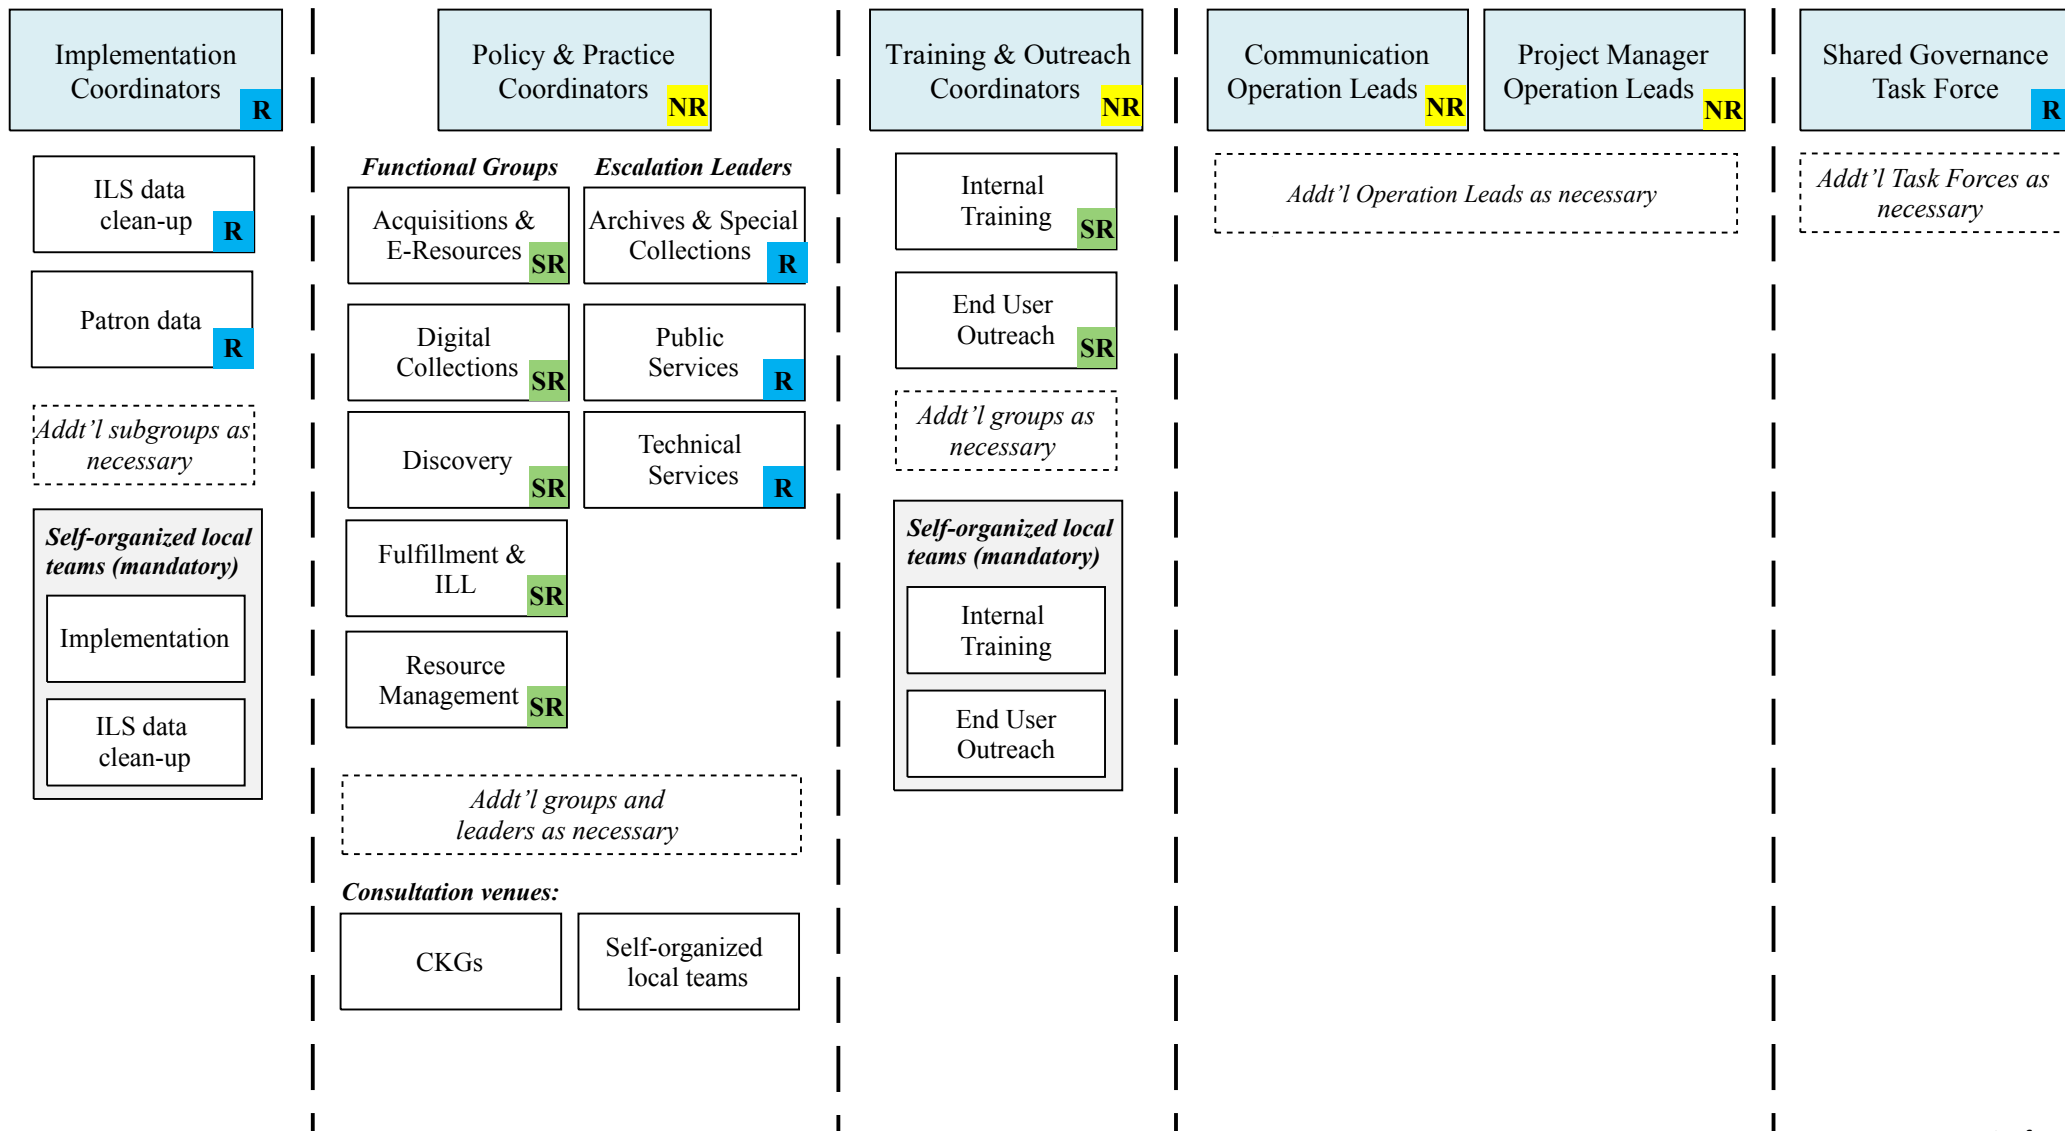 Implementation
Coordinators
R
ILS data
clean-up
R
Patron data
R
Addt’l subgroups as
necessary
Self-organized local
teams (mandatory)
Implementation
ILS data
clean-up
Policy & Practice
Coordinators
NR
Functional Groups
Acquisitions &
E-Resources
SR
Digital
Collections
SR
Discovery
SR
Fulfillment &
ILL
SR
Resource
Management
SR
Escalation Leaders
Archives & Special
Collections
R
Public
Services
R
Technical
Services
R
Addt’l groups and
leaders as necessary
Consultation venues:
CKGs
Self-organized
local teams
Training & Outreach
Coordinators
NR
Internal
Training
SR
End User
Outreach
SR
Addt’l groups as
necessary
Self-organized local
teams (mandatory)
Internal
Training
End User
Outreach
Communication
Operation Leads
NR
Project Manager
Operation Leads
NR
Addt’l Operation Leads as necessary
Shared Governance
Task Force
R
Addt’l Task Forces as
necessary